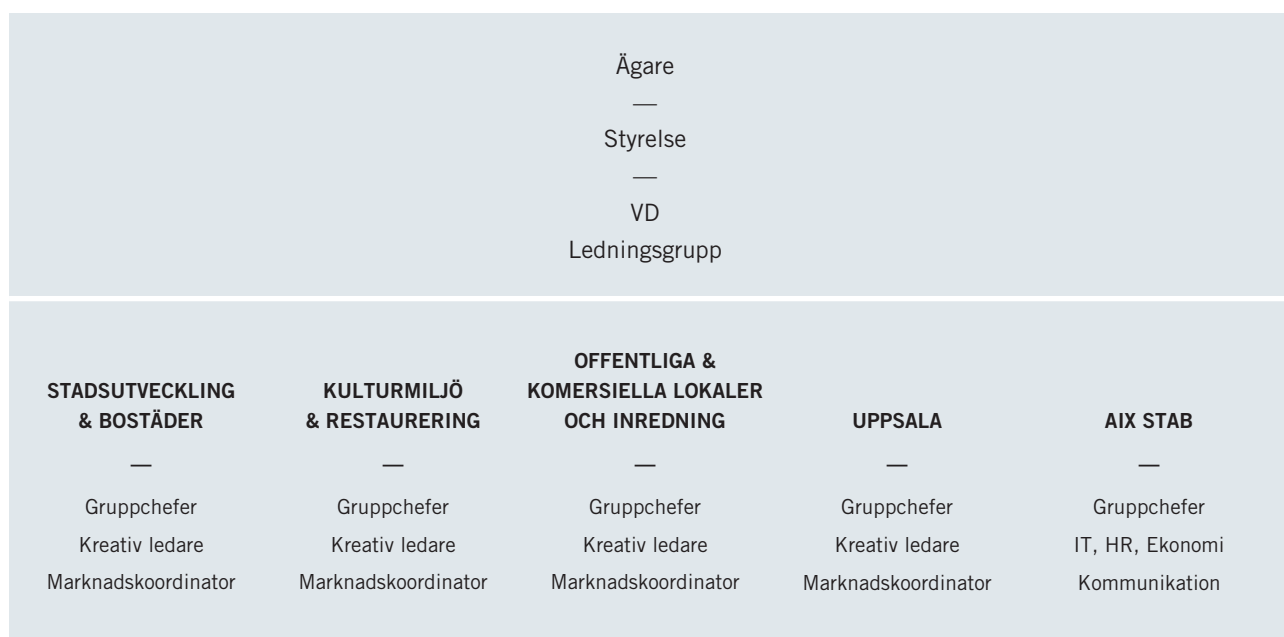 Ägare
—
Styrelse
—
VD
Ledningsgrupp
STADSUTVECKLING
& BOSTÄDER
—
Gruppchefer
Kreativ ledare
Marknadskoordinator
KULTURMILJÖ
& RESTAURERING
—
Gruppchefer
Kreativ ledare
Marknadskoordinator
OFFENTLIGA &
KOMERSIELLA LOKALER
OCH INREDNING
—
Gruppchefer
Kreativ ledare
Marknadskoordinator
UPPSALA
—
Gruppchefer
Kreativ ledare
Marknadskoordinator
AIX STAB
—
Gruppchefer
IT, HR, Ekonomi
Kommunikation